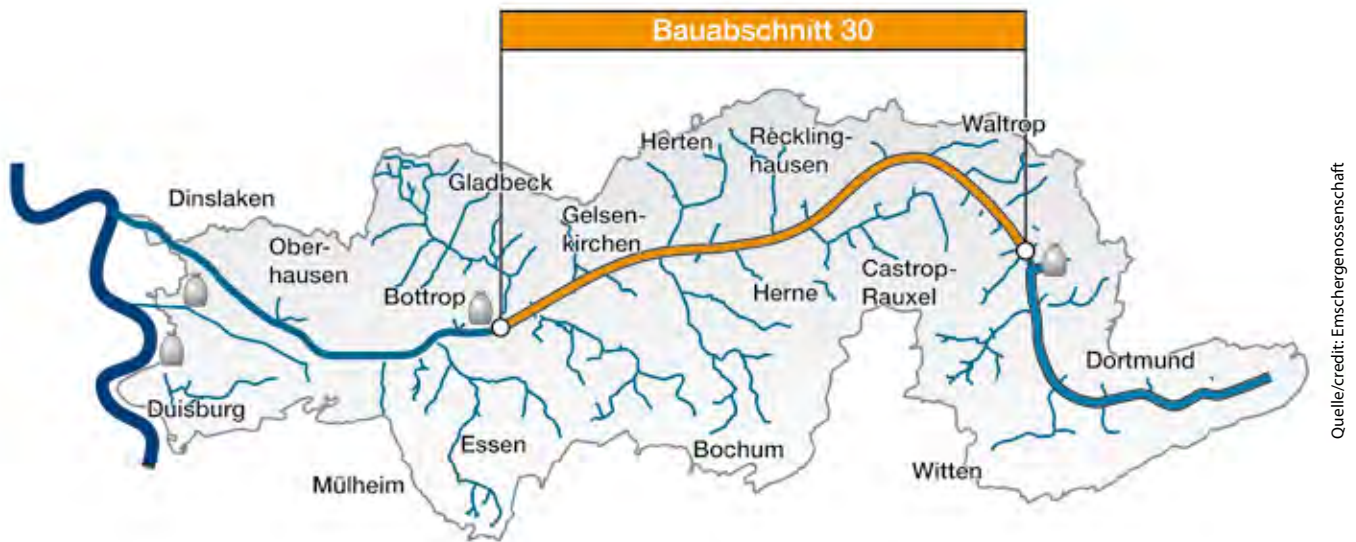 Bauabschnitt 30
Waltrop
Herten
Reckling-
hausen
Gladbeck
Dinslaken
Gelsen-
kirchen
Ober-
hausen
Bottrop
Herne
Castrop-
Rauxel
Dortmund
Duisburg
Essen
Bochum
Witten
Mülheim
Quelle/credit: Emschergenossenschaft